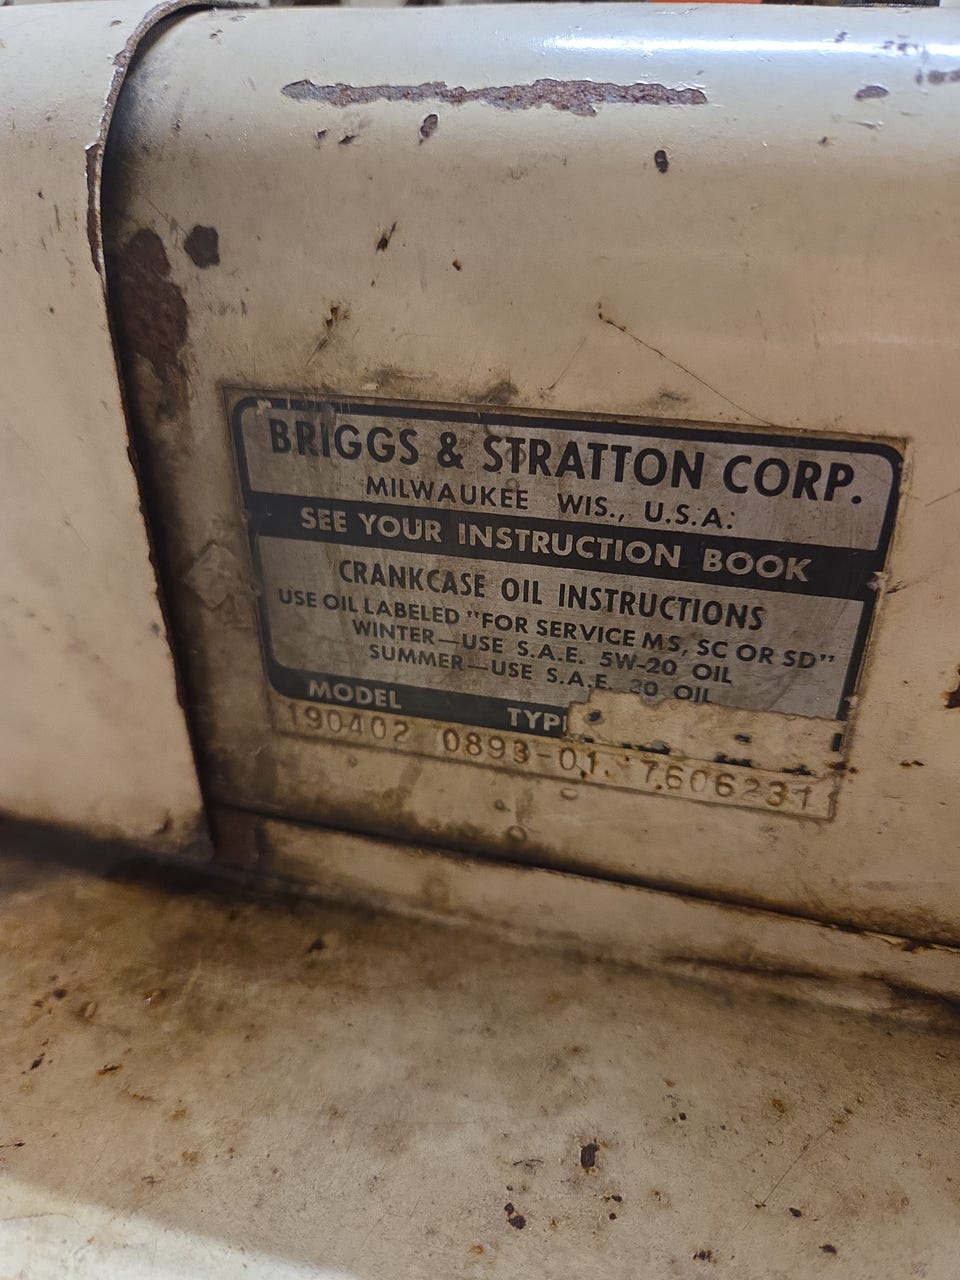 BRIGGS & STRATTON CORP.
MILWAUKEE WIS., U.S.A.
SEE YOUR INSTRUCTION BOOK
CRANKCASE OIL INSTRUCTIONS
USE OIL LABELED "FOR SERVICE MS, SC OR SD"
WINTER—USE S.A.E. 5W-20 OIL
SUMMER—USE S.A.E. 30 OIL
MODEL TYPE
190402 0893-01 7606231